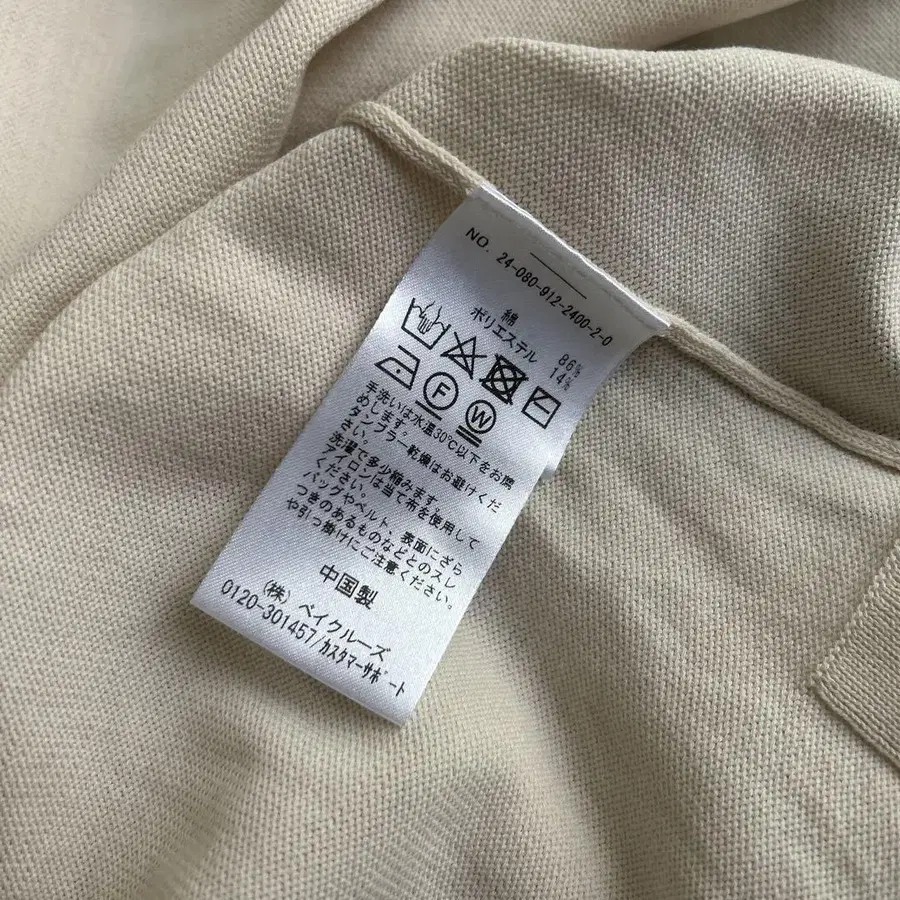 NO. 24-080-912-2400-2-0
綿 86%
ポリエステル 14%
F W
手洗いは水温30℃以下をお薦
めします。
タンブラー乾燥はお避けくだ
さい。
洗濯で多少縮みます。
アイロンは当て布を使用して
ください。
バッグやベルト、表面にざら
つきのあるものなどとのスレ
や引っ掛けにご注意ください。
中国製
(株) ベイクルーズ
0120-301457/カスタマーサポート